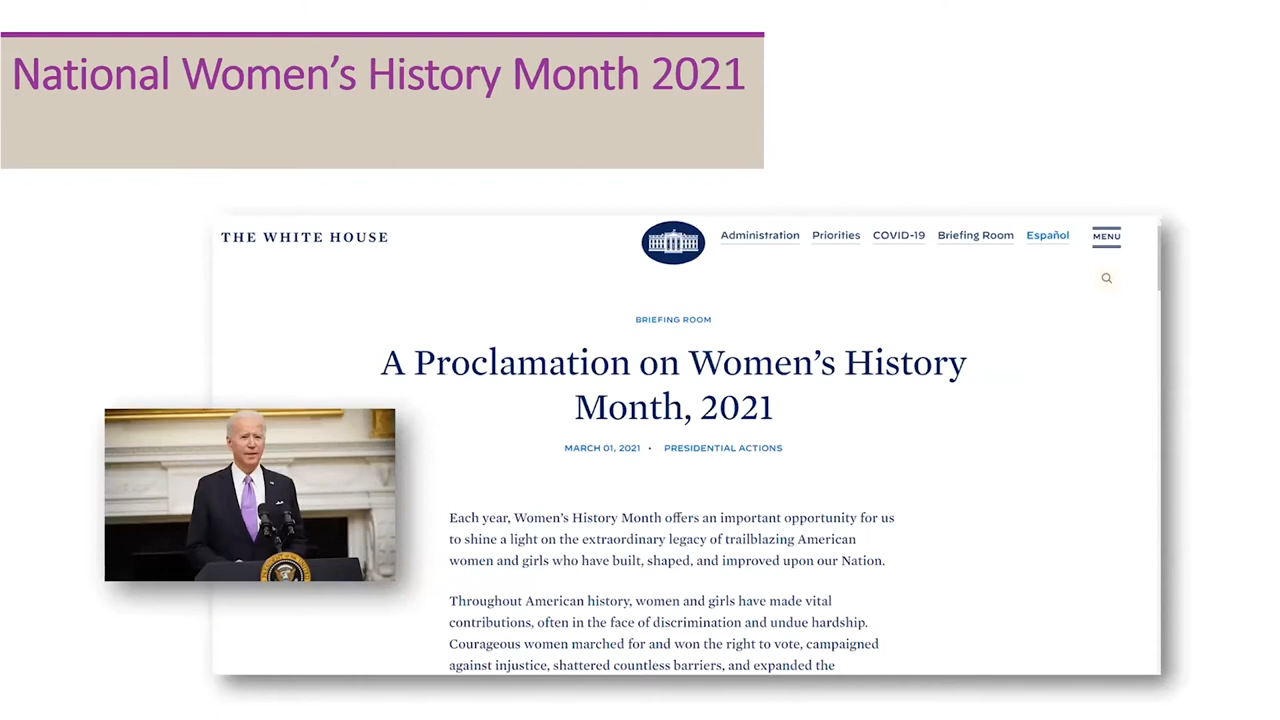 National Women's History Month 2021
THE WHITE HOUSE
Administration Priorities COVID-19 Briefing Room Español MENU
BRIEFING ROOM
A Proclamation on Women's History
Month, 2021
MARCH 01, 2021 • PRESIDENTIAL ACTIONS
Each year, Women's History Month offers an important opportunity for us
to shine a light on the extraordinary legacy of trailblazing American
women and girls who have built, shaped, and improved upon our Nation.
Throughout American history, women and girls have made vital
contributions, often in the face of discrimination and undue hardship.
Courageous women marched for and won the right to vote, campaigned
against injustice, shattered countless barriers, and expanded the